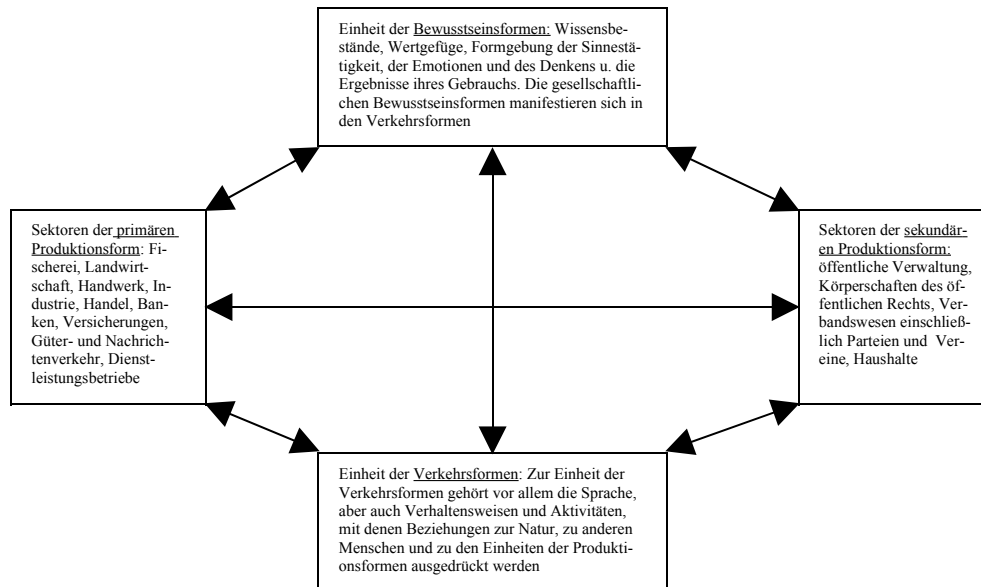 Einheit der Bewusstseinsformen: Wissensbe-
stände, Wertgefüge, Formgebung der Sinnestä-
tigkeit, der Emotionen und des Denkens u. die
Ergebnisse ihres Gebrauchs. Die gesellschaftli-
chen Bewusstseinsformen manifestieren sich in
den Verkehrsformen
Sektoren der primären
Produktionsform: Fi-
scherei, Landwirt-
schaft, Handwerk, In-
dustrie, Handel, Ban-
ken, Versicherungen,
Güter- und Nachrich-
tenverkehr, Dienst-
leistungsbetriebe
Sektoren der sekundär-
en Produktionsform:
öffentliche Verwaltung,
Körperschaften des öf-
fentlichen Rechts, Ver-
bandswesen einschließ-
lich Parteien und Ver-
eine, Haushalte
Einheit der Verkehrsformen: Zur Einheit der
Verkehrsformen gehört vor allem die Sprache,
aber auch Verhaltensweisen und Aktivitäten,
mit denen Beziehungen zur Natur, zu anderen
Menschen und zu den Einheiten der Produkti-
onsformen ausgedrückt werden